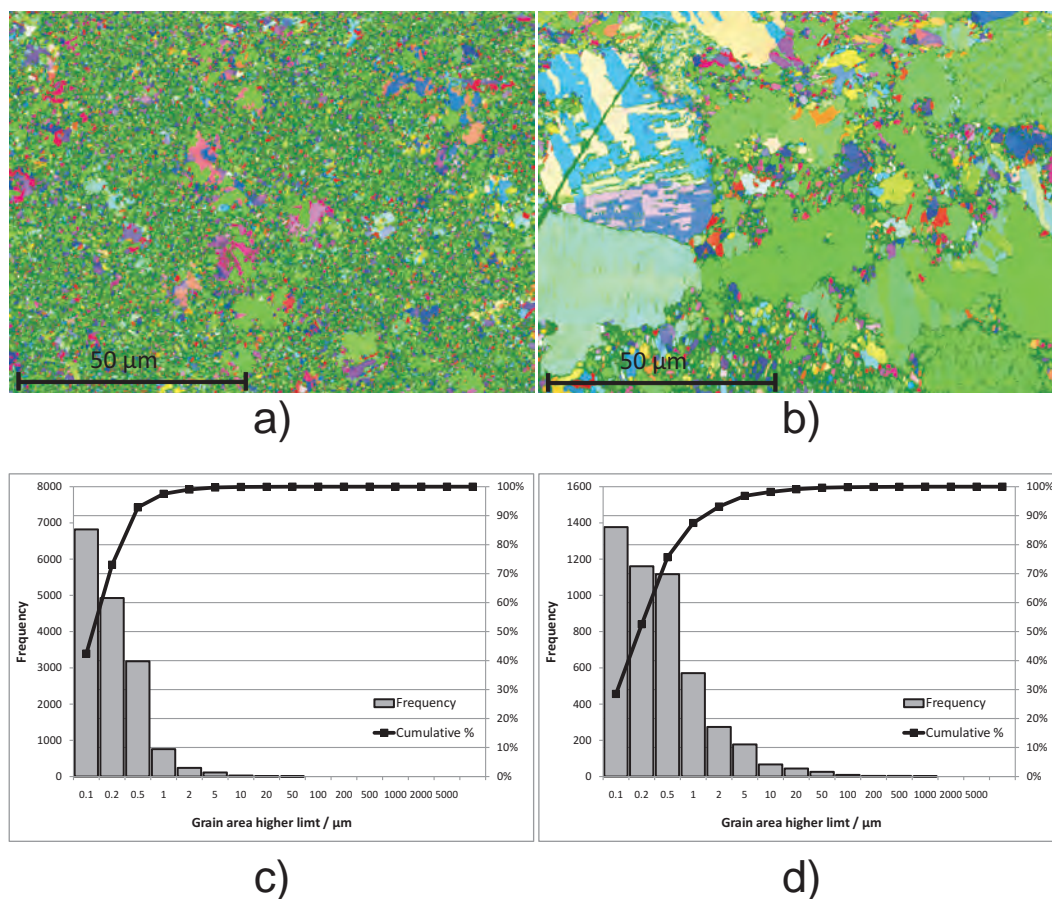 50 µm
50 µm
a)
b)
8000
7000
6000
5000
4000
3000
2000
1000
0
Frequency
100%
90%
80%
70%
60%
50%
40%
30%
20%
10%
0%
Frequency
Cumulative %
0.1 0.2 0.5 1 2 5 10 20 50 100 200 500 1000 2000 5000
Grain area higher limt / µm
1600
1400
1200
1000
800
600
400
200
0
Frequency
100%
90%
80%
70%
60%
50%
40%
30%
20%
10%
0%
Frequency
Cumulative %
0.1 0.2 0.5 1 2 5 10 20 50 100 200 500 1000 2000 5000
Grain area higher limt / µm
c)
d)